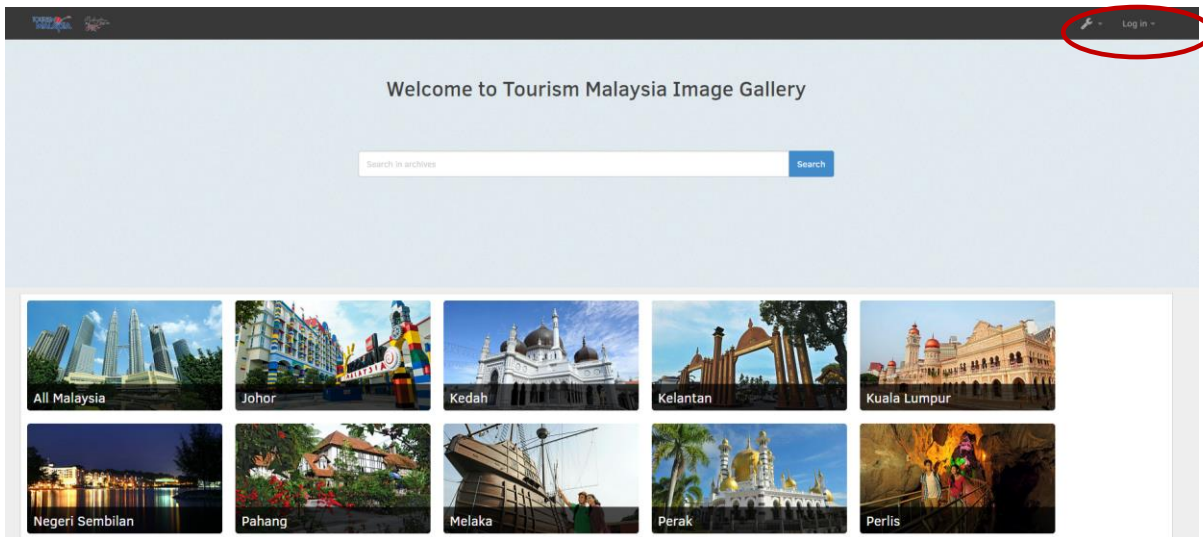 Log in
Welcome to Tourism Malaysia Image Gallery
Search in archives
Search
MALAYSIA
All Malaysia
Johor
Kedah
Kelantan
Kuala Lumpur
Negeri Sembilan
Pahang
Melaka
Perak
Perlis